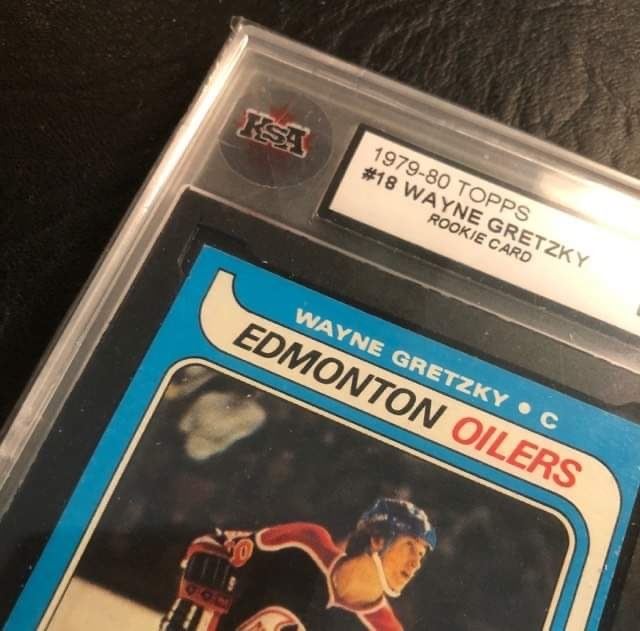 KSA
1979-80 TOPPS
#18 WAYNE GRETZKY
ROOKIE CARD
WAYNE GRETZKY • C
EDMONTON OILERS